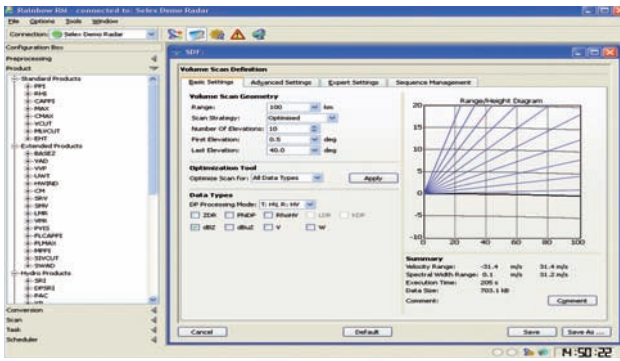 Rainbow RM - connected to: Selex Demo Radar
File Options Tools Window
Connection: Selex Demo Radar
Configuration Box
Preprocessing
Product
Standard Products
PPI
RHI
CAPPI
MAX
CMAX
VCUT
MLVCUT
EHT
Extended Products
BASE2
VAD
VVP
UWT
HWIND
CM
SRV
SHV
LMR
VMR
PVIS
PLCAPPI
PLMAX
MPPI
SIVCUT
SWAD
Hydro Products
SRI
DPSRI
PAC
Conversion
Scan
Task
Scheduler
SDF:
Volume Scan Definition
Basic Settings Advanced Settings Expert Settings Sequence Management
Volume Scan Geometry
Range: 100 km
Scan Strategy: Optimised
Number Of Elevations: 10
First Elevation: 0.5 deg
Last Elevation: 40.0 deg
Optimization Tool
Optimize Scan for: All Data Types Apply
Data Types
DP Processing Mode: T: HV, R: HV
ZDR PhiDP RhoHV LDR KDP
dBZ dBuZ V W
Range/Height Diagram
20
15
10
5
0
-5
-10
0 20 40 60 80 100
Summary
Velocity Range: -31.4 m/s 31.4 m/s
Spectral Width Range: 0.1 m/s 31.2 m/s
Execution Time: 205 s
Data Size: 703.1 kB
Comment: Comment
Cancel Default Save Save As ...
14:50:22